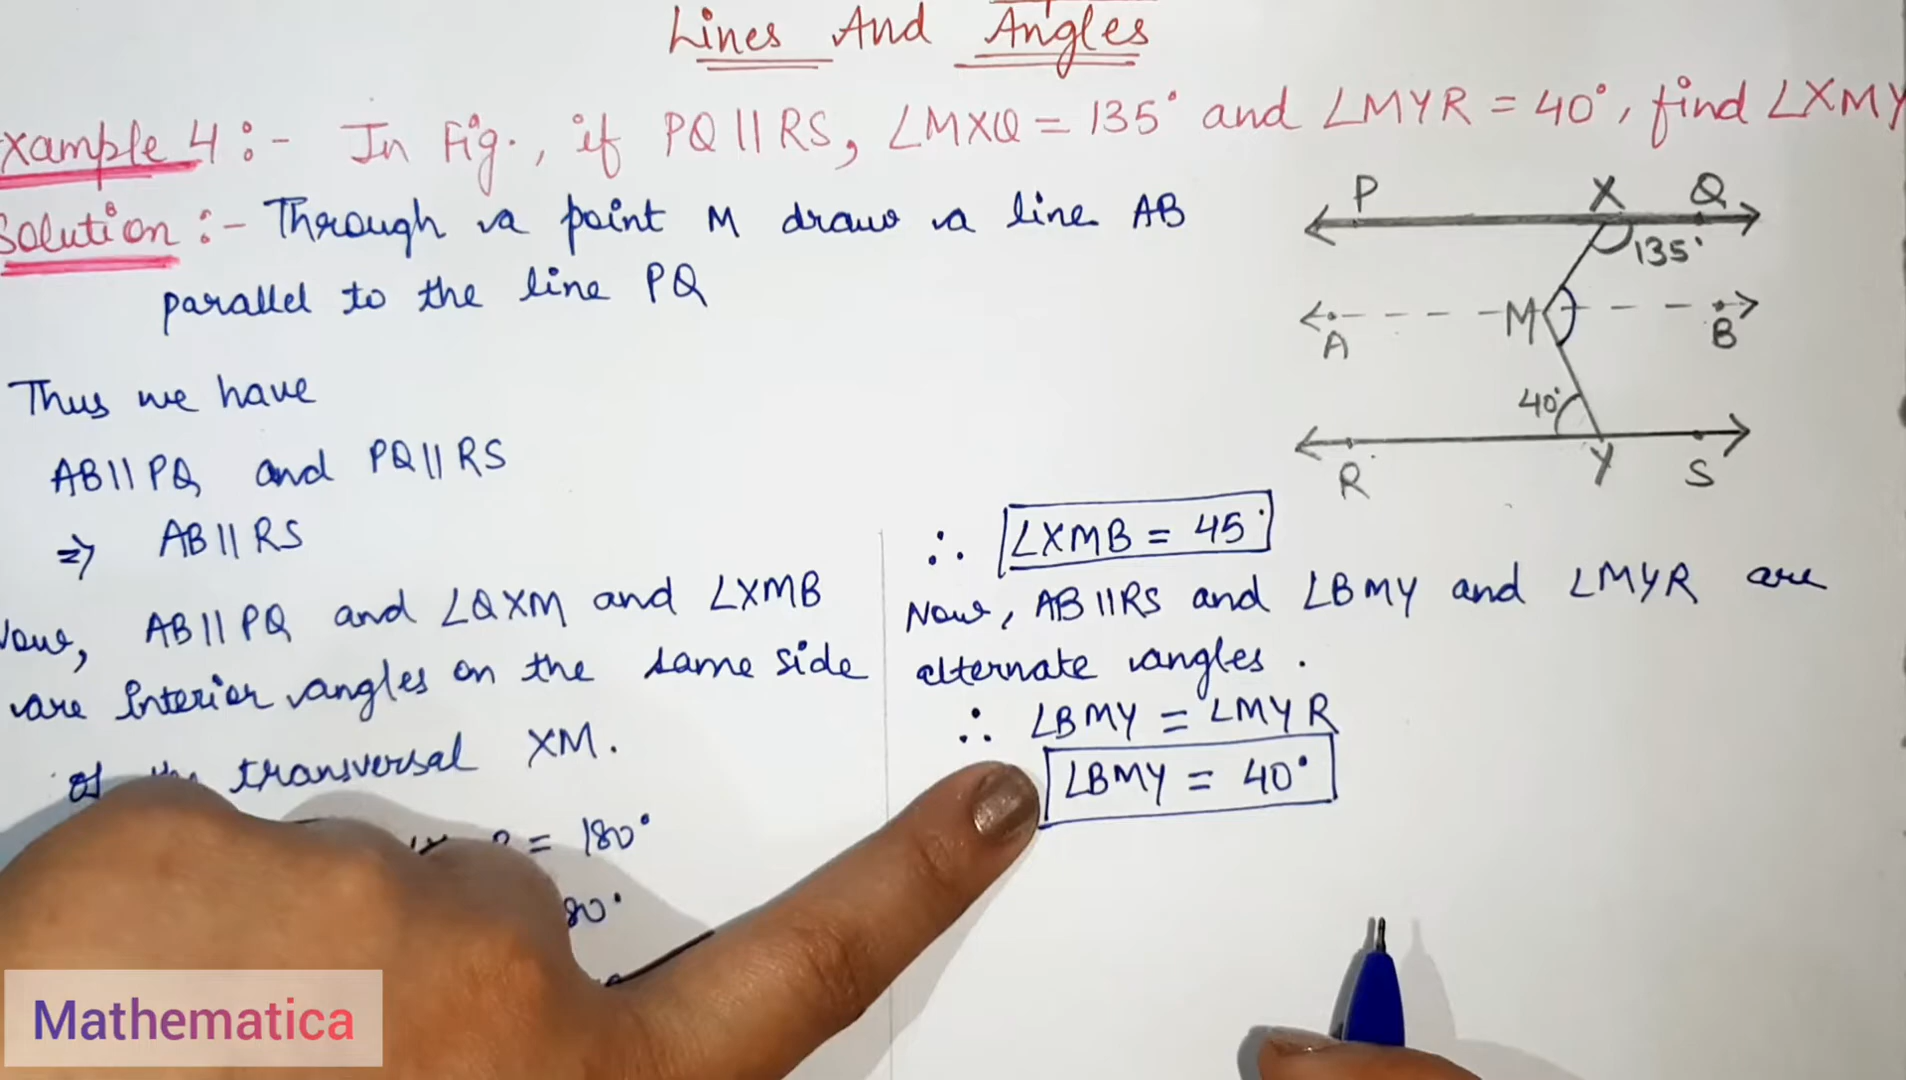 Lines And Angles
xample 4 :- In Fig., if PQ || RS, ∠MXQ = 135° and ∠MYR = 40°, find ∠XMY
Solution :- Through a point M draw a line AB
parallel to the line PQ
Thus we have
AB || PQ and PQ || RS
⇒ AB || RS
Now, AB || PQ and ∠QXM and ∠XMB
are Interior angles on the same side
of the transversal XM.
= 180°
80°
∴ ∠XMB = 45°
Now, AB || RS and ∠BMY and ∠MYR are
alternate angles.
∴ ∠BMY = ∠MYR
∠BMY = 40°
P X Q
135°
M
A B
40°
R Y S
Mathematica